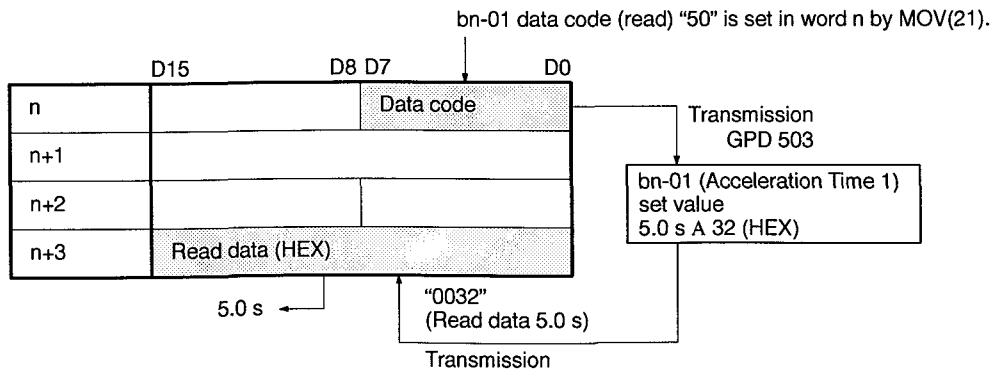 bn-01 data code (read) “50” is set in word n by MOV(21).
D15 D8 D7 D0
n Data code
Transmission
GPD 503
n+1
bn-01 (Acceleration Time 1)
set value
5.0 s A 32 (HEX)
n+2
n+3 Read data (HEX)
5.0 s
“0032”
(Read data 5.0 s)
Transmission